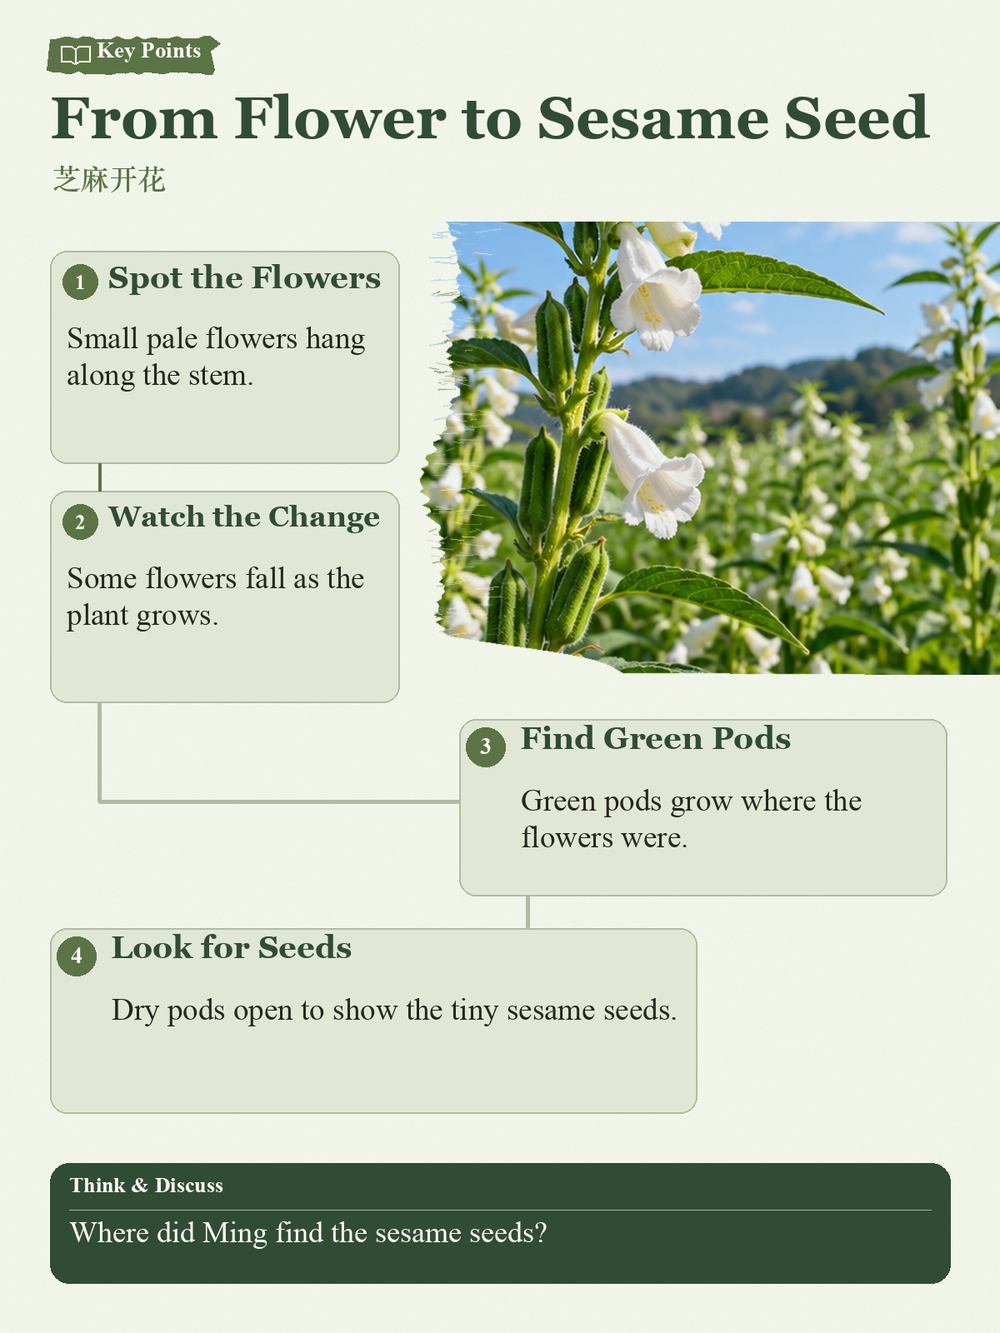 Key Points
From Flower to Sesame Seed
芝麻开花
1 Spot the Flowers
Small pale flowers hang
along the stem.
2 Watch the Change
Some flowers fall as the
plant grows.
3 Find Green Pods
Green pods grow where the
flowers were.
4 Look for Seeds
Dry pods open to show the tiny sesame seeds.
Think & Discuss
Where did Ming find the sesame seeds?